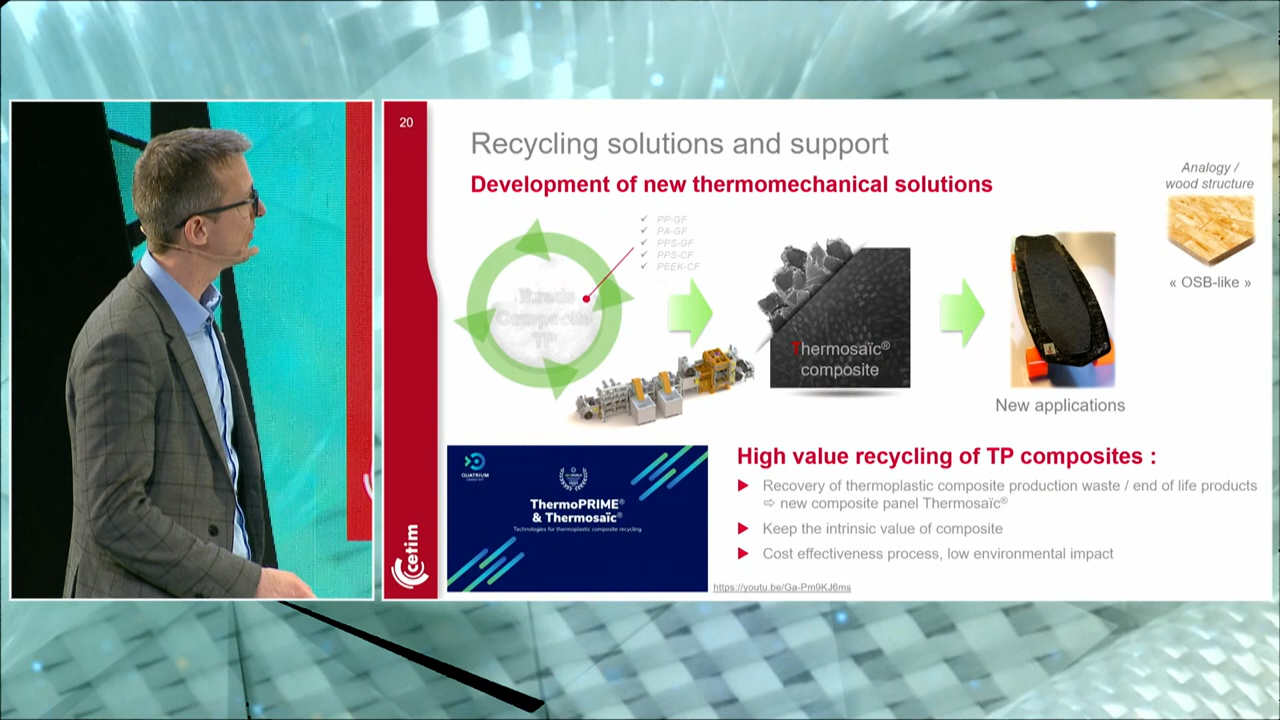 20
Recycling solutions and support
Development of new thermomechanical solutions
Analogy /
wood structure
« OSB-like »
✓ PP-GF
✓ PA-GF
✓ PPS-GF
✓ PPS-CF
✓ PEEK-CF
Composite
TP
Thermosaïc®
composite
New applications
QUATRIUM
ThermoPRIME®
& Thermosaïc®
Technologies for thermoplastic composite recycling
High value recycling of TP composites :
Recovery of thermoplastic composite production waste / end of life products
⇨ new composite panel Thermosaïc®
Keep the intrinsic value of composite
Cost effectiveness process, low environmental impact
https://youtu.be/Ga-Pm9KJ6ms
cetim